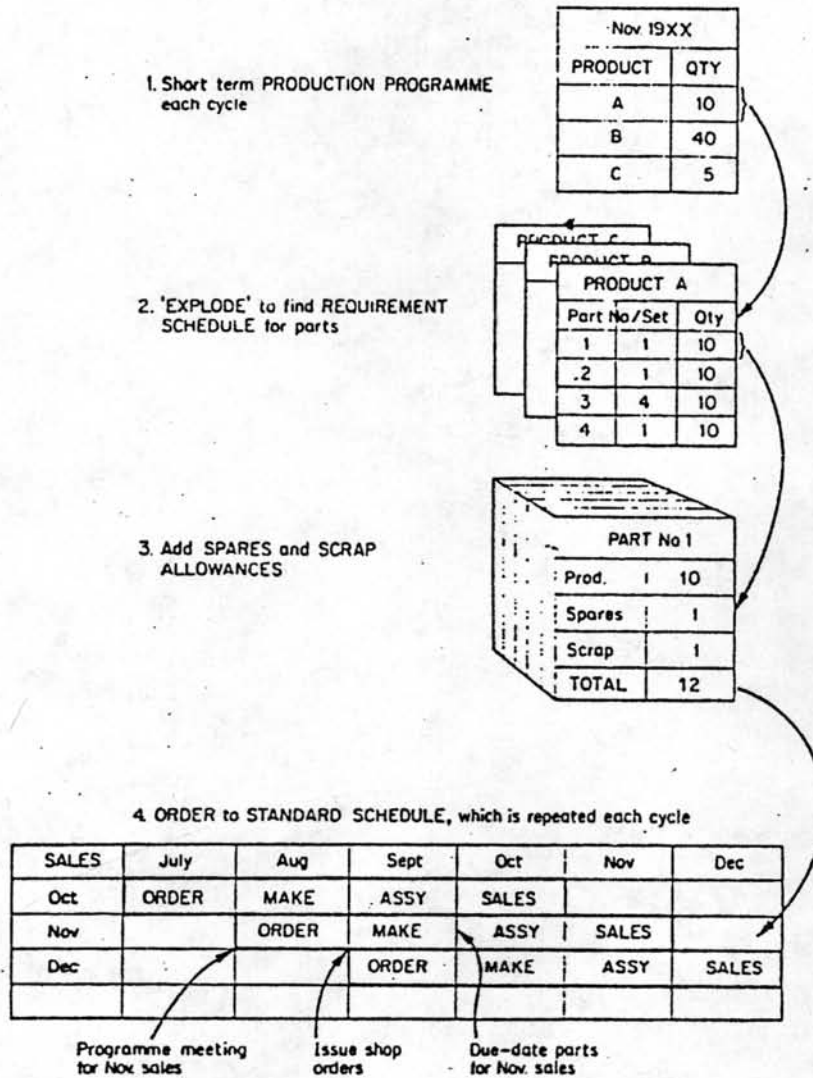 Nov. 19XX
PRODUCT QTY
A 10
B 40
C 5
1. Short term PRODUCTION PROGRAMME
each cycle
PRODUCT C
PRODUCT B
PRODUCT A
Part No/Set Qty
1 1 10
2 1 10
3 4 10
4 1 10
2. 'EXPLODE' to find REQUIREMENT
SCHEDULE for parts
3. Add SPARES and SCRAP
ALLOWANCES
PART No 1
Prod. 10
Spares 1
Scrap 1
TOTAL 12
4. ORDER to STANDARD SCHEDULE, which is repeated each cycle
SALES July Aug Sept Oct Nov Dec
Oct ORDER MAKE ASSY SALES
Nov ORDER MAKE ASSY SALES
Dec ORDER MAKE ASSY SALES
Programme meeting
for Nov. sales
Issue shop
orders
Due-date parts
for Nov. sales